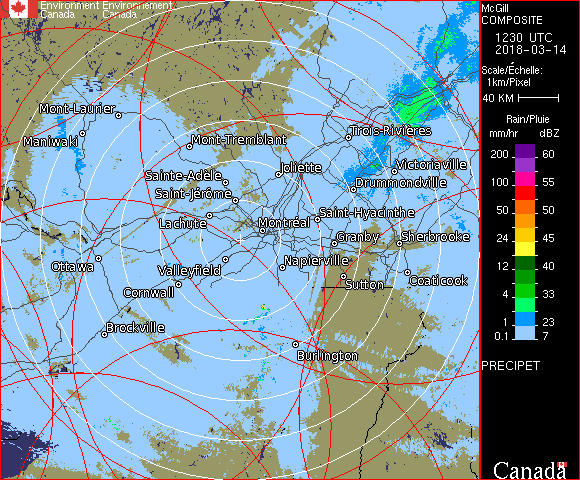 Environment Environnement
Canada Canada
McGill
COMPOSITE
1230 UTC
2018-03-14
Scale/Échelle:
1km/Pixel
40 KM
Rain/Pluie
mm/hr dBZ
200 60
100 55
50 50
24 45
12 40
4 33
1 23
0.1 7
PRECIPET
Canada
Mont-Laurier
Maniwaki
Mont-Tremblant
Trois-Rivières
Joliette
Victoriaville
Sainte-Adèle
Drummondville
Saint-Jérôme
Lachute
Saint-Hyacinthe
Montréal
Granby
Sherbrooke
Ottawa
Valleyfield
Napierville
Coaticook
Sutton
Cornwall
Brockville
Burlington